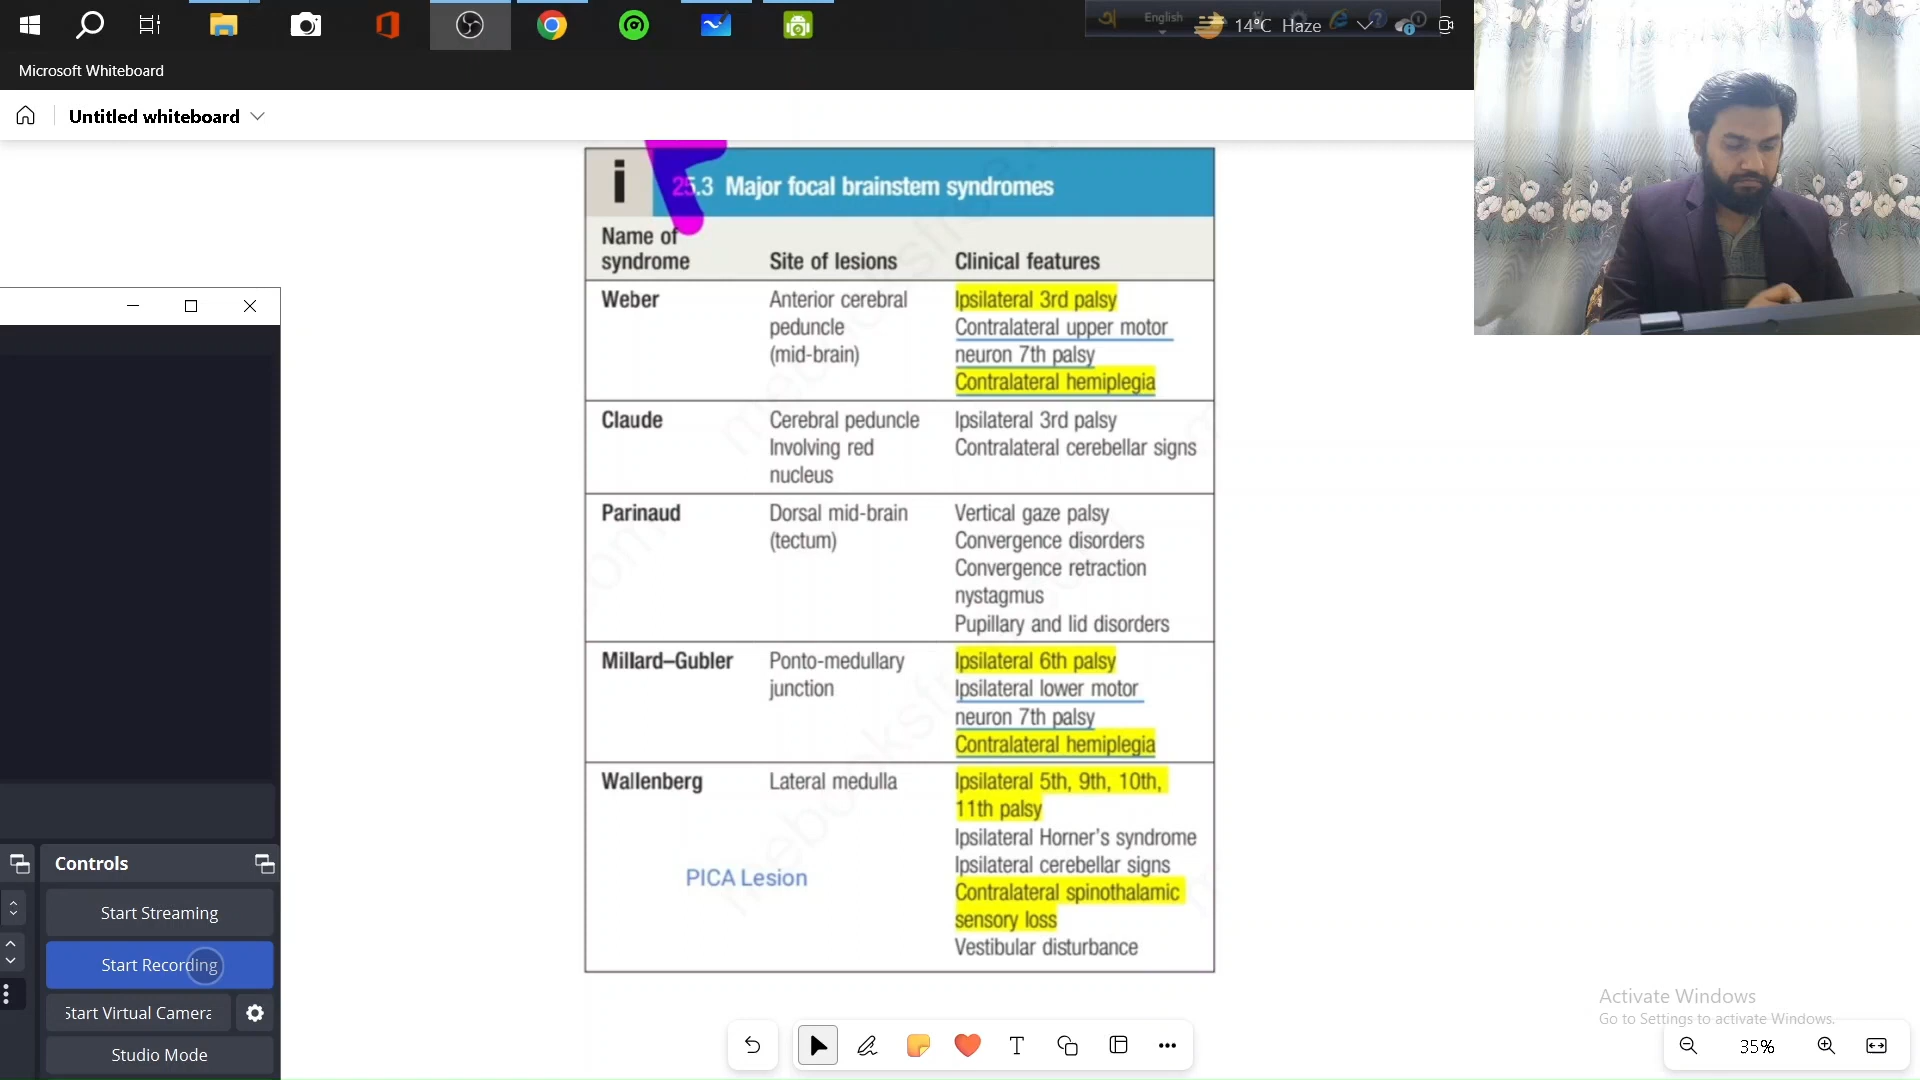 English
14°C Haze
Microsoft Whiteboard
Untitled whiteboard
i
25.3 Major focal brainstem syndromes
Name of
syndrome
Site of lesions
Clinical features
Weber
Anterior cerebral
peduncle
(mid-brain)
Ipsilateral 3rd palsy
Contralateral upper motor
neuron 7th palsy
Contralateral hemiplegia
Claude
Cerebral peduncle
Involving red
nucleus
Ipsilateral 3rd palsy
Contralateral cerebellar signs
Parinaud
Dorsal mid-brain
(tectum)
Vertical gaze palsy
Convergence disorders
Convergence retraction
nystagmus
Pupillary and lid disorders
Millard–Gubler
Ponto-medullary
junction
Ipsilateral 6th palsy
Ipsilateral lower motor
neuron 7th palsy
Contralateral hemiplegia
Wallenberg
Lateral medulla
Ipsilateral 5th, 9th, 10th,
11th palsy
Ipsilateral Horner's syndrome
Ipsilateral cerebellar signs
Contralateral spinothalamic
sensory loss
Vestibular disturbance
PICA Lesion
Controls
Start Streaming
Start Recording
Start Virtual Camera
Studio Mode
Activate Windows
Go to Settings to activate Windows.
35%